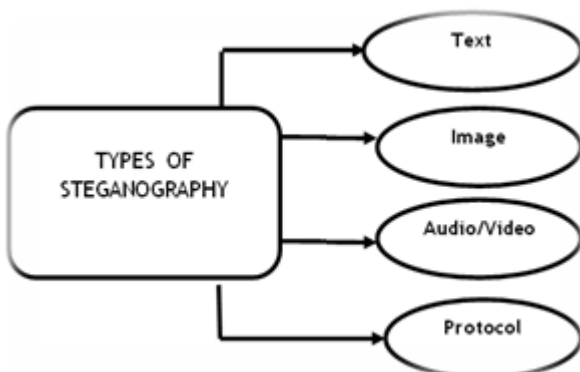 TYPES OF
STEGANOGRAPHY
Text
Image
Audio/Video
Protocol